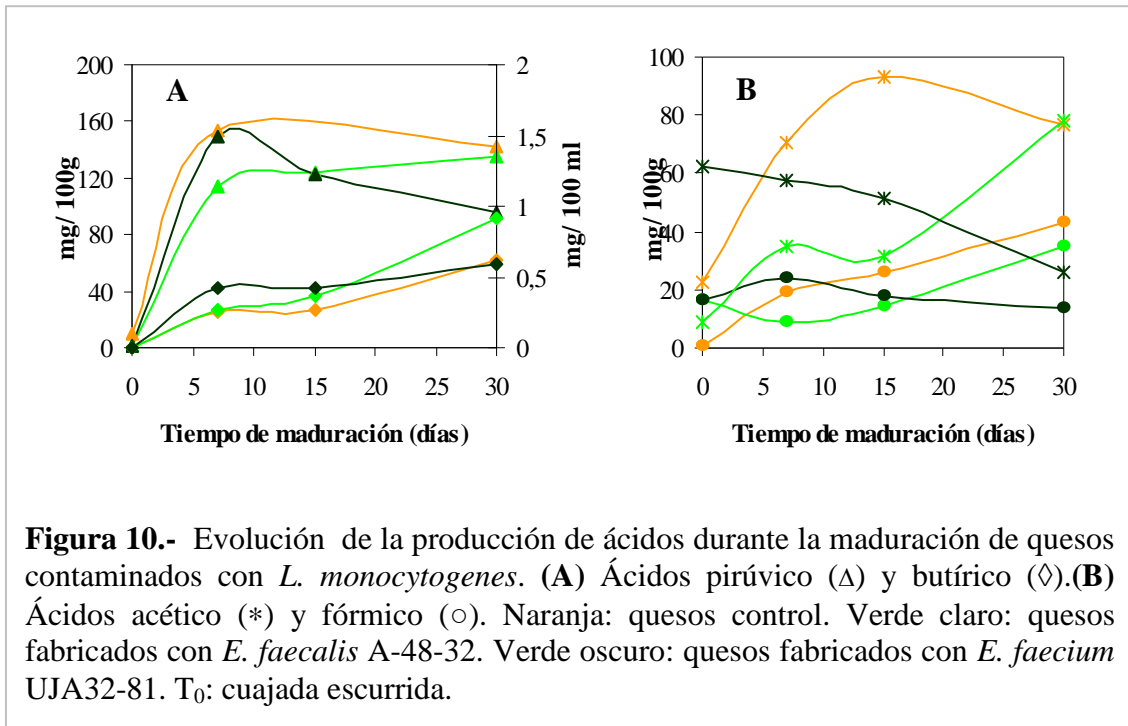 A
mg/ 100g
200
160
120
80
40
0
2
1,5
1
0,5
0
mg/ 100 ml
0 5 10 15 20 25 30
Tiempo de maduración (días)
B
mg/ 100g
100
80
60
40
20
0
0 5 10 15 20 25 30
Tiempo de maduración (días)
Figura 10.- Evolución de la producción de ácidos durante la maduración de quesos
contaminados con L. monocytogenes. (A) Ácidos pirúvico (Δ) y butírico (◊).(B)
Ácidos acético (*) y fórmico (○). Naranja: quesos control. Verde claro: quesos
fabricados con E. faecalis A-48-32. Verde oscuro: quesos fabricados con E. faecium
UJA32-81. T₀: cuajada escurrida.